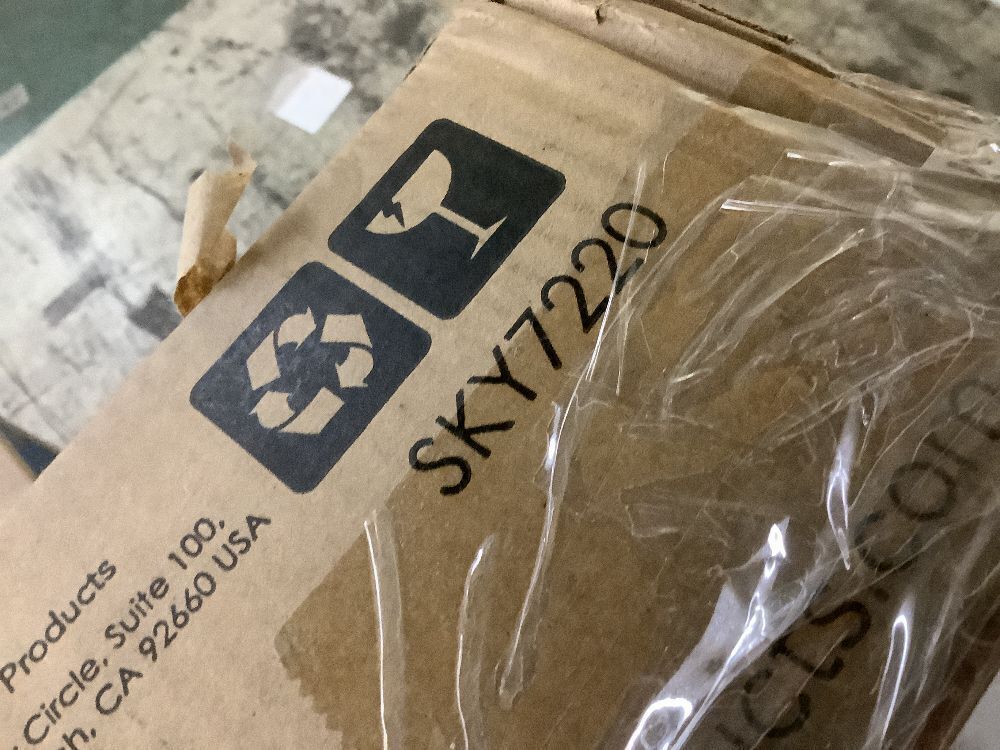 SKY7220
Products
Circle, Suite 100,
CA 92660 USA
cts.com